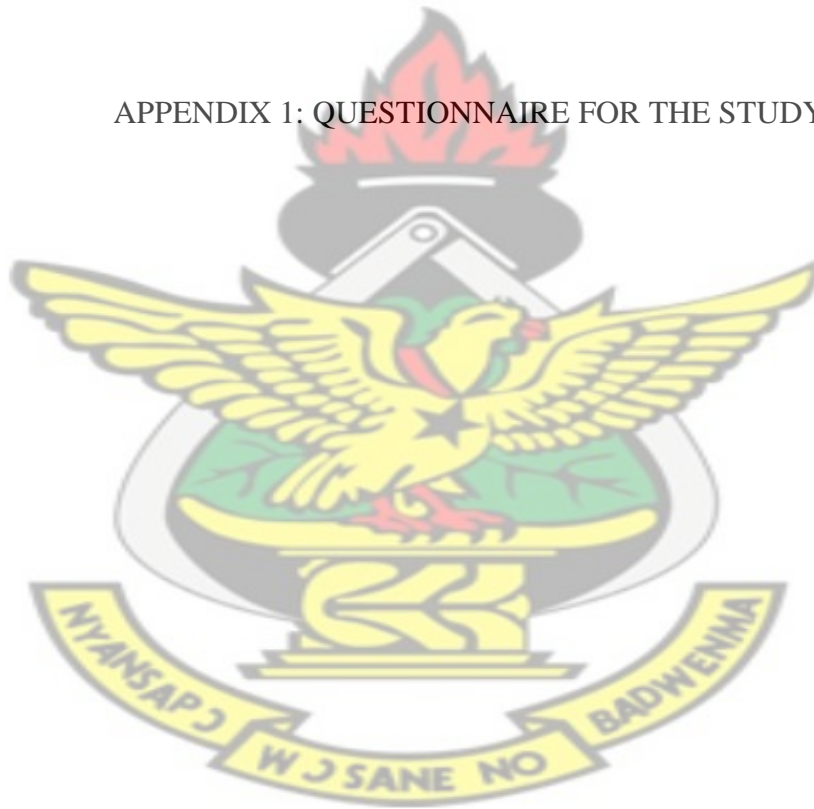 APPENDIX 1: QUESTIONNAIRE FOR THE STUDY
NYANSAPƆ WƆSANE NO BADWENMA